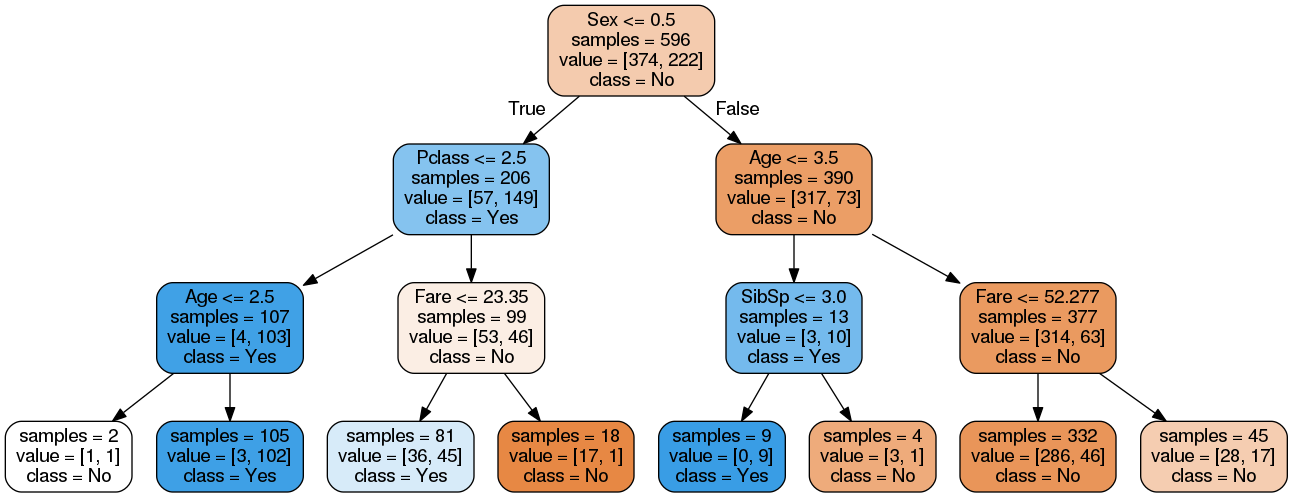 Sex <= 0.5
samples = 596
value = [374, 222]
class = No
True
False
Pclass <= 2.5
samples = 206
value = [57, 149]
class = Yes
Age <= 3.5
samples = 390
value = [317, 73]
class = No
Age <= 2.5
samples = 107
value = [4, 103]
class = Yes
Fare <= 23.35
samples = 99
value = [53, 46]
class = No
SibSp <= 3.0
samples = 13
value = [3, 10]
class = Yes
Fare <= 52.277
samples = 377
value = [314, 63]
class = No
samples = 2
value = [1, 1]
class = No
samples = 105
value = [3, 102]
class = Yes
samples = 81
value = [36, 45]
class = Yes
samples = 18
value = [17, 1]
class = No
samples = 9
value = [0, 9]
class = Yes
samples = 4
value = [3, 1]
class = No
samples = 332
value = [286, 46]
class = No
samples = 45
value = [28, 17]
class = No